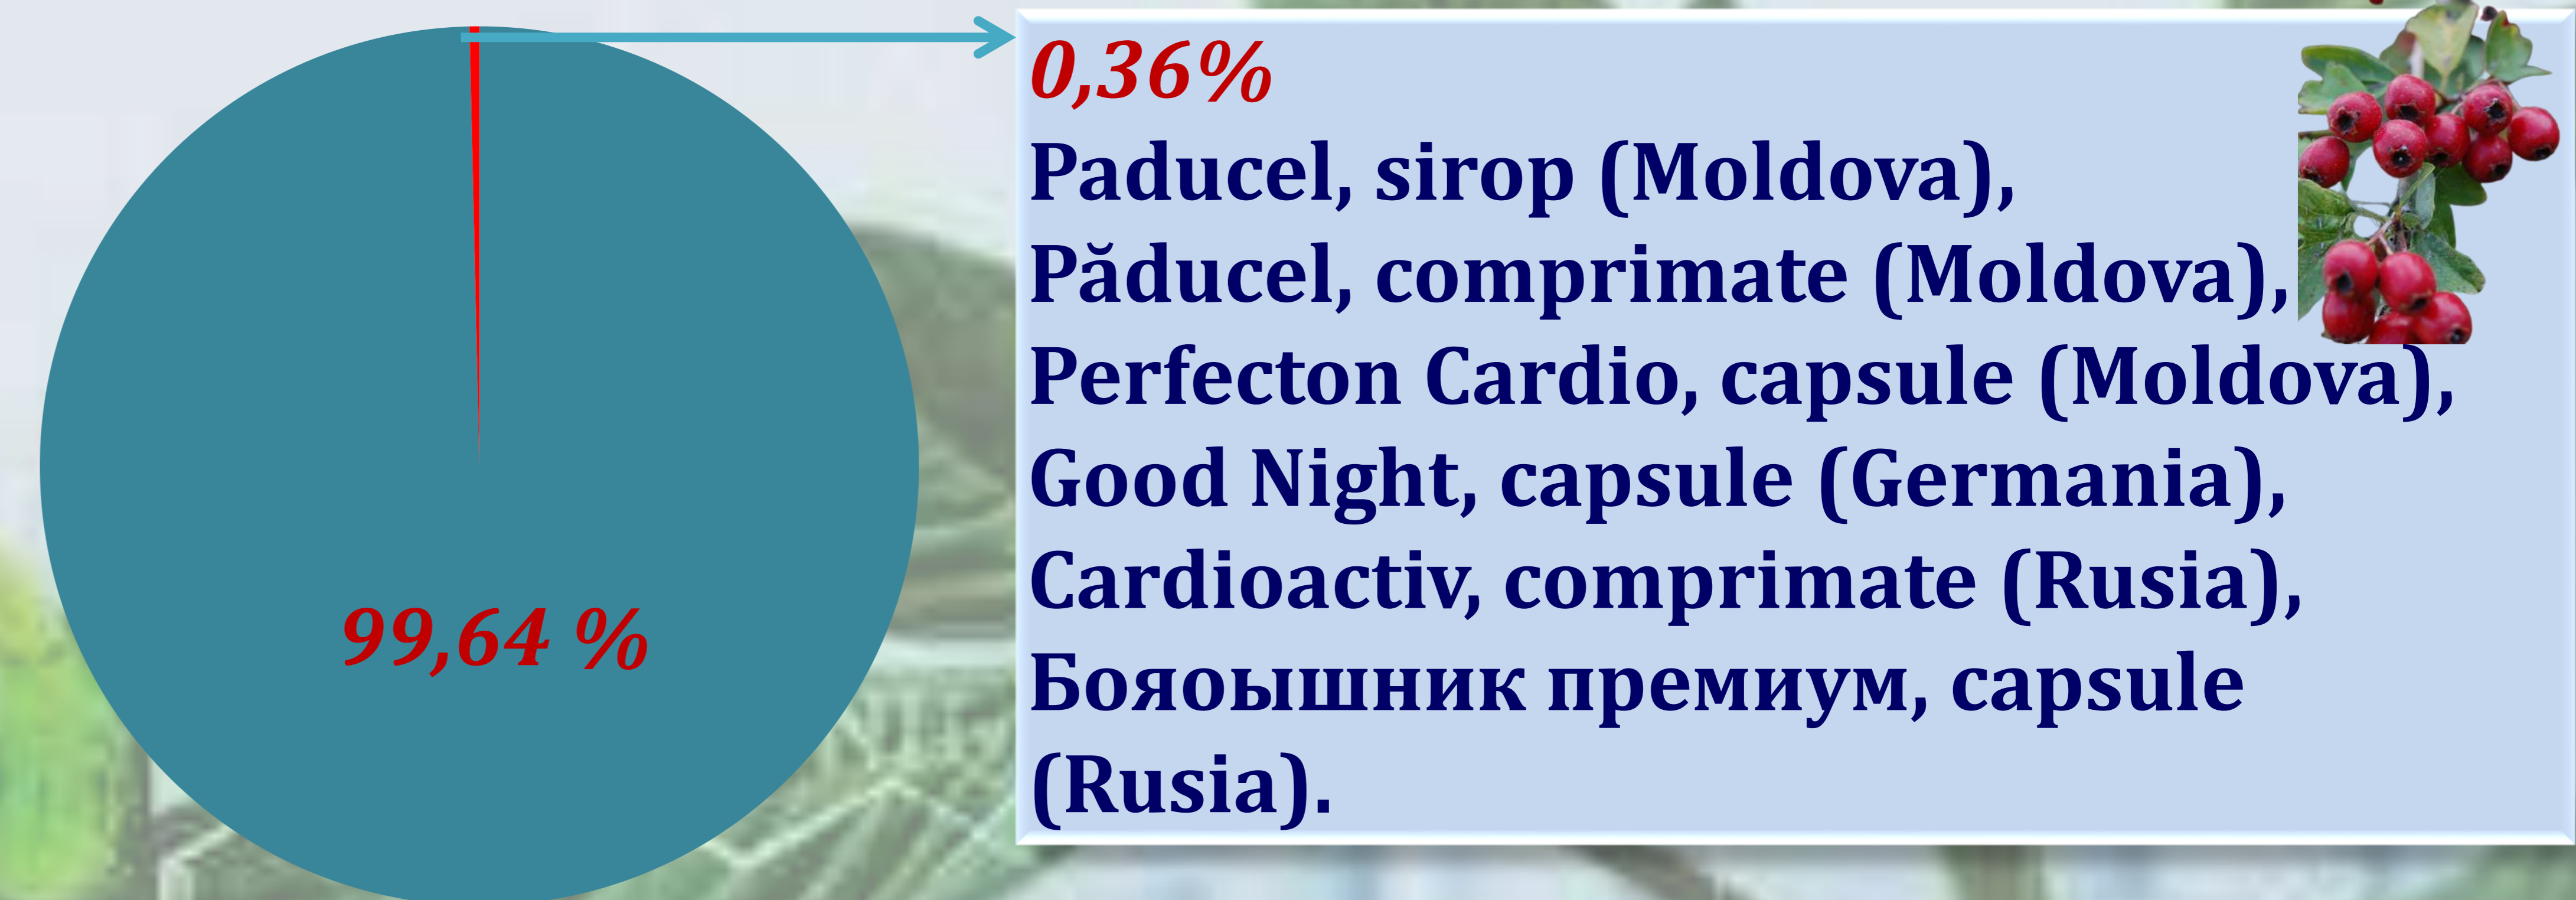 0,36%
Paducel, sirop (Moldova),
Păducel, comprimate (Moldova),
Perfecton Cardio, capsule (Moldova),
Good Night, capsule (Germania),
Cardioactiv, comprimate (Rusia),
Бояоышник премиум, capsule
(Rusia).
99,64 %